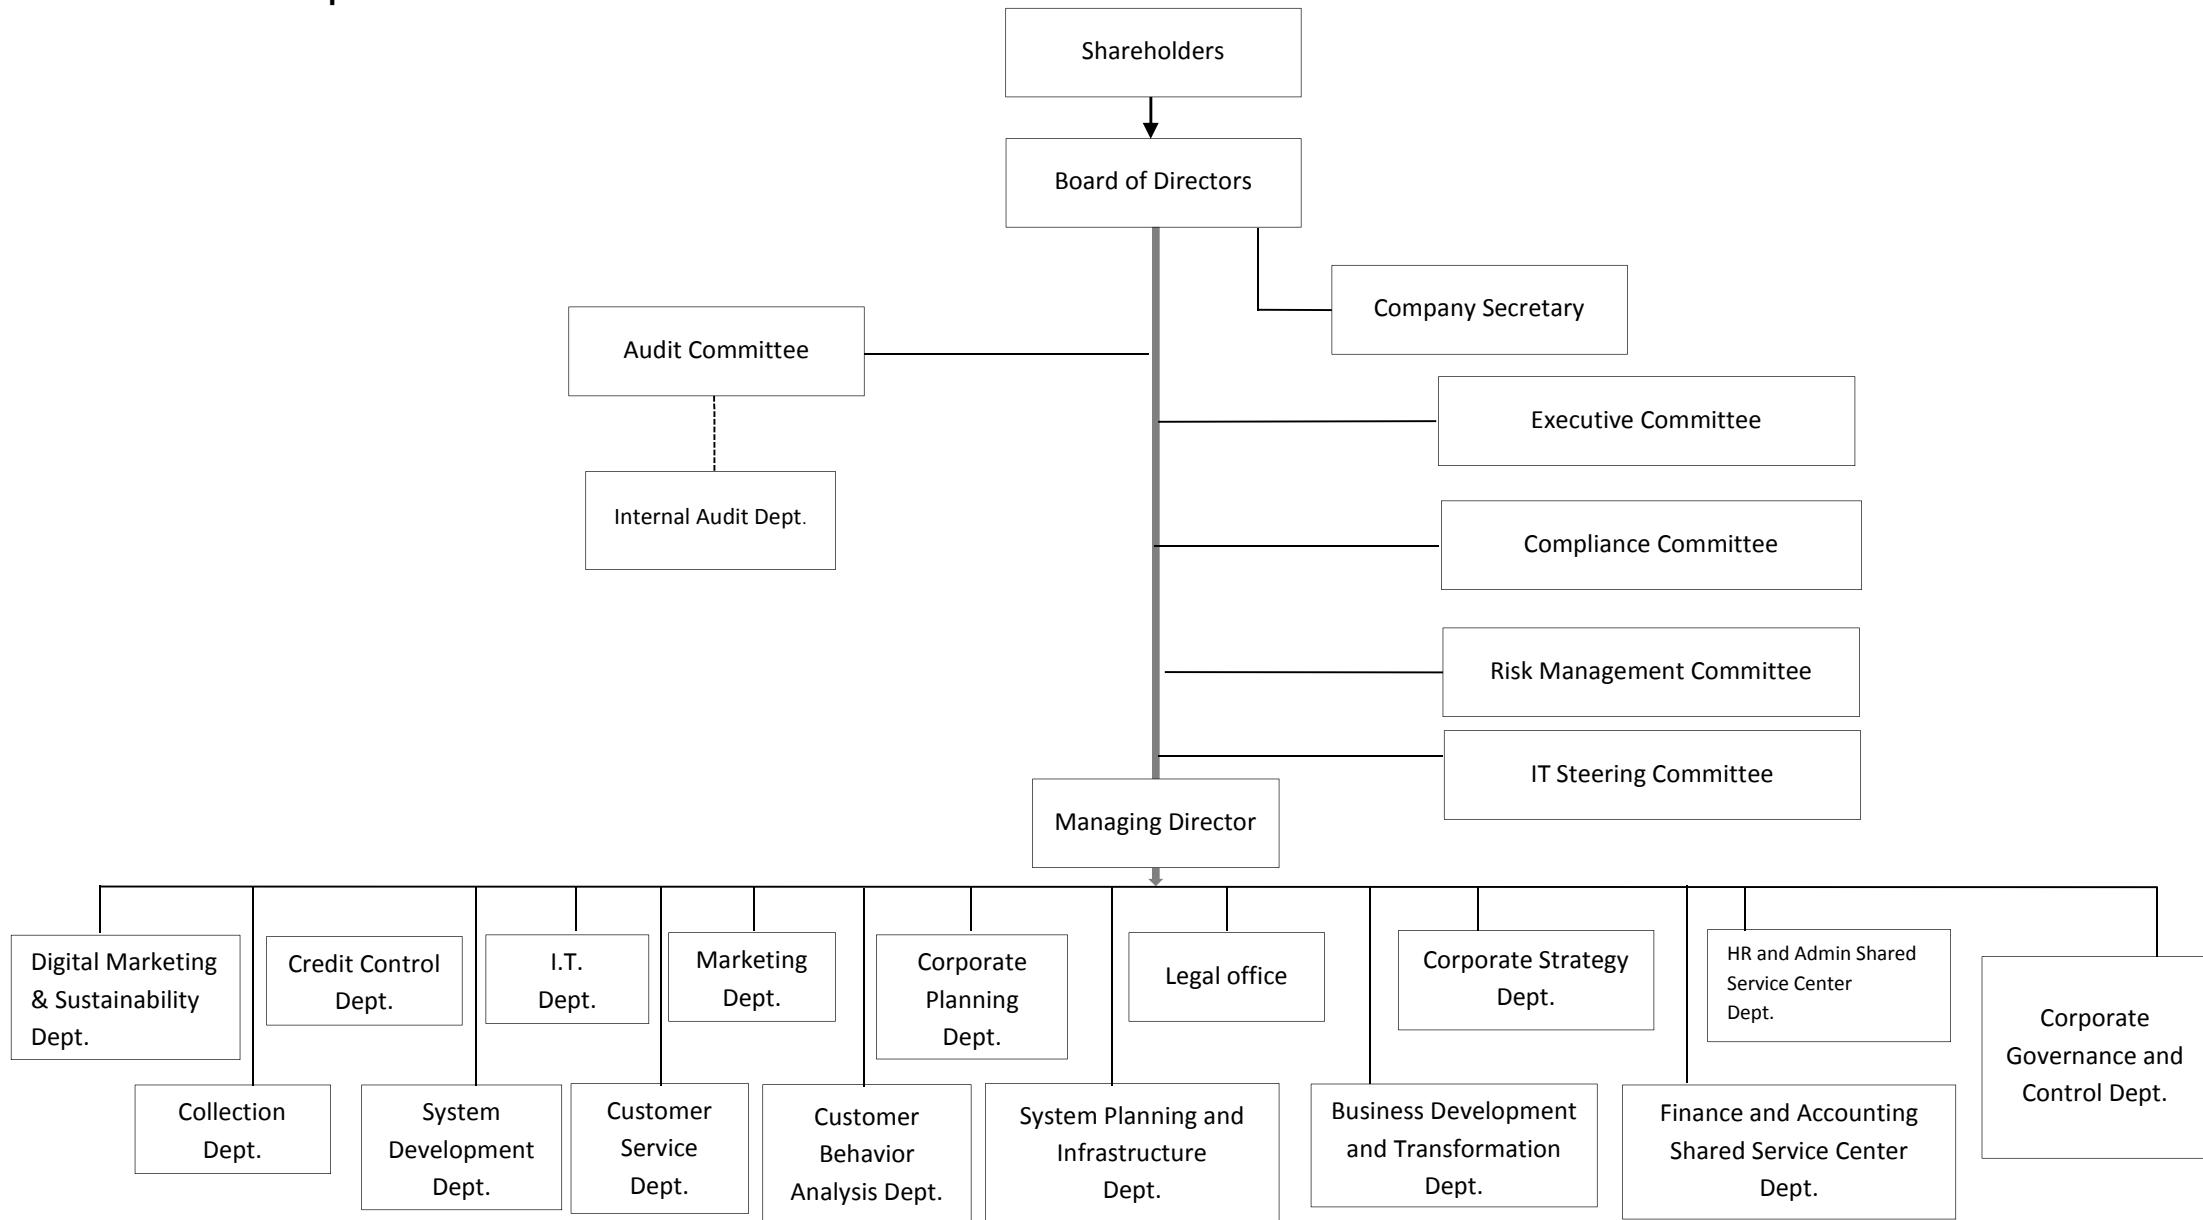 Shareholders
Board of Directors
Company Secretary
Audit Committee
Executive Committee
Internal Audit Dept.
Compliance Committee
Risk Management Committee
IT Steering Committee
Managing Director
Digital Marketing
& Sustainability
Dept.
Credit Control
Dept.
I.T.
Dept.
Marketing
Dept.
Corporate
Planning
Dept.
Legal office
Corporate Strategy
Dept.
HR and Admin Shared
Service Center
Dept.
Corporate
Governance and
Control Dept.
Collection
Dept.
System
Development
Dept.
Customer
Service
Dept.
Customer
Behavior
Analysis Dept.
System Planning and
Infrastructure
Dept.
Business Development
and Transformation
Dept.
Finance and Accounting
Shared Service Center
Dept.